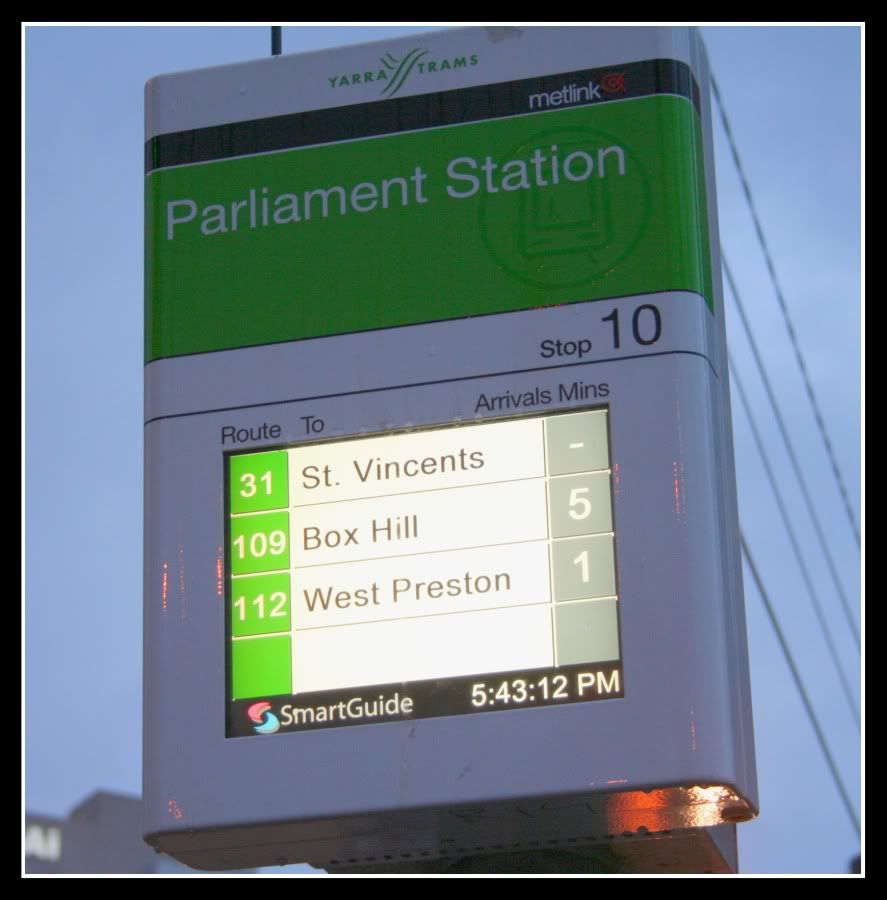 YARRA TRAMS
metlink
Parliament Station
Stop 10
Route To Arrivals Mins
31 St. Vincents -
109 Box Hill 5
112 West Preston 1
SmartGuide 5:43:12 PM
AI